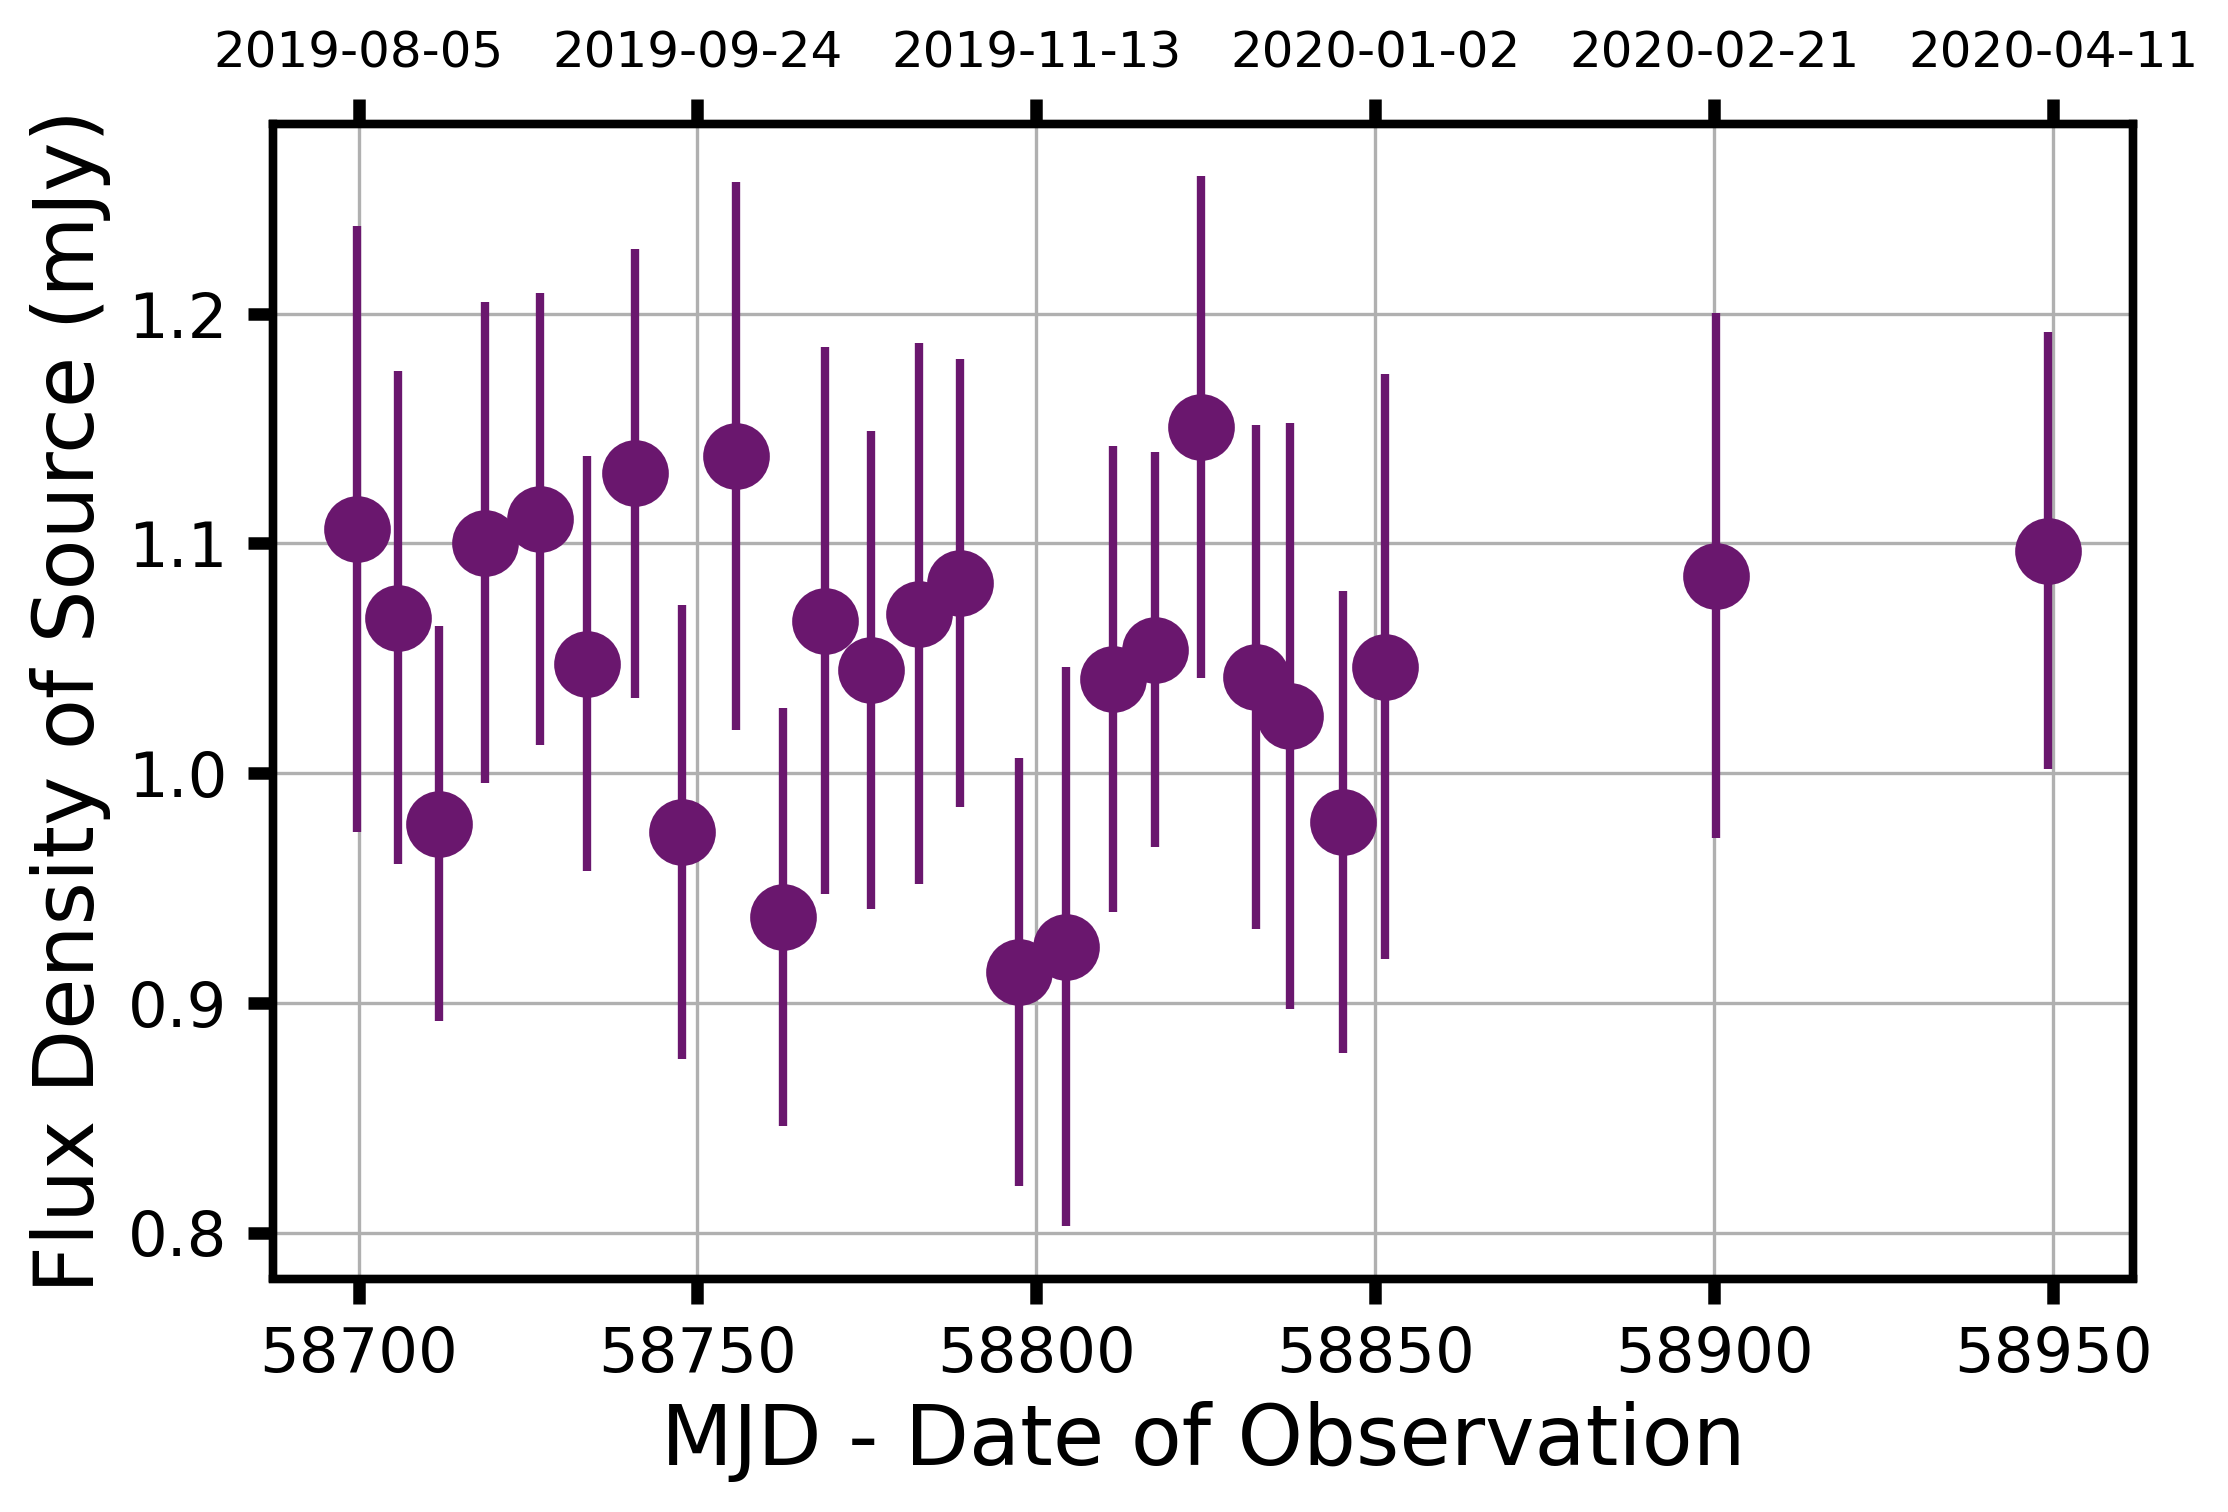 2019-08-05 2019-09-24 2019-11-13 2020-01-02 2020-02-21 2020-04-11
Flux Density of Source (mJy)
1.2
1.1
1.0
0.9
0.8
58700 58750 58800 58850 58900 58950
MJD - Date of Observation